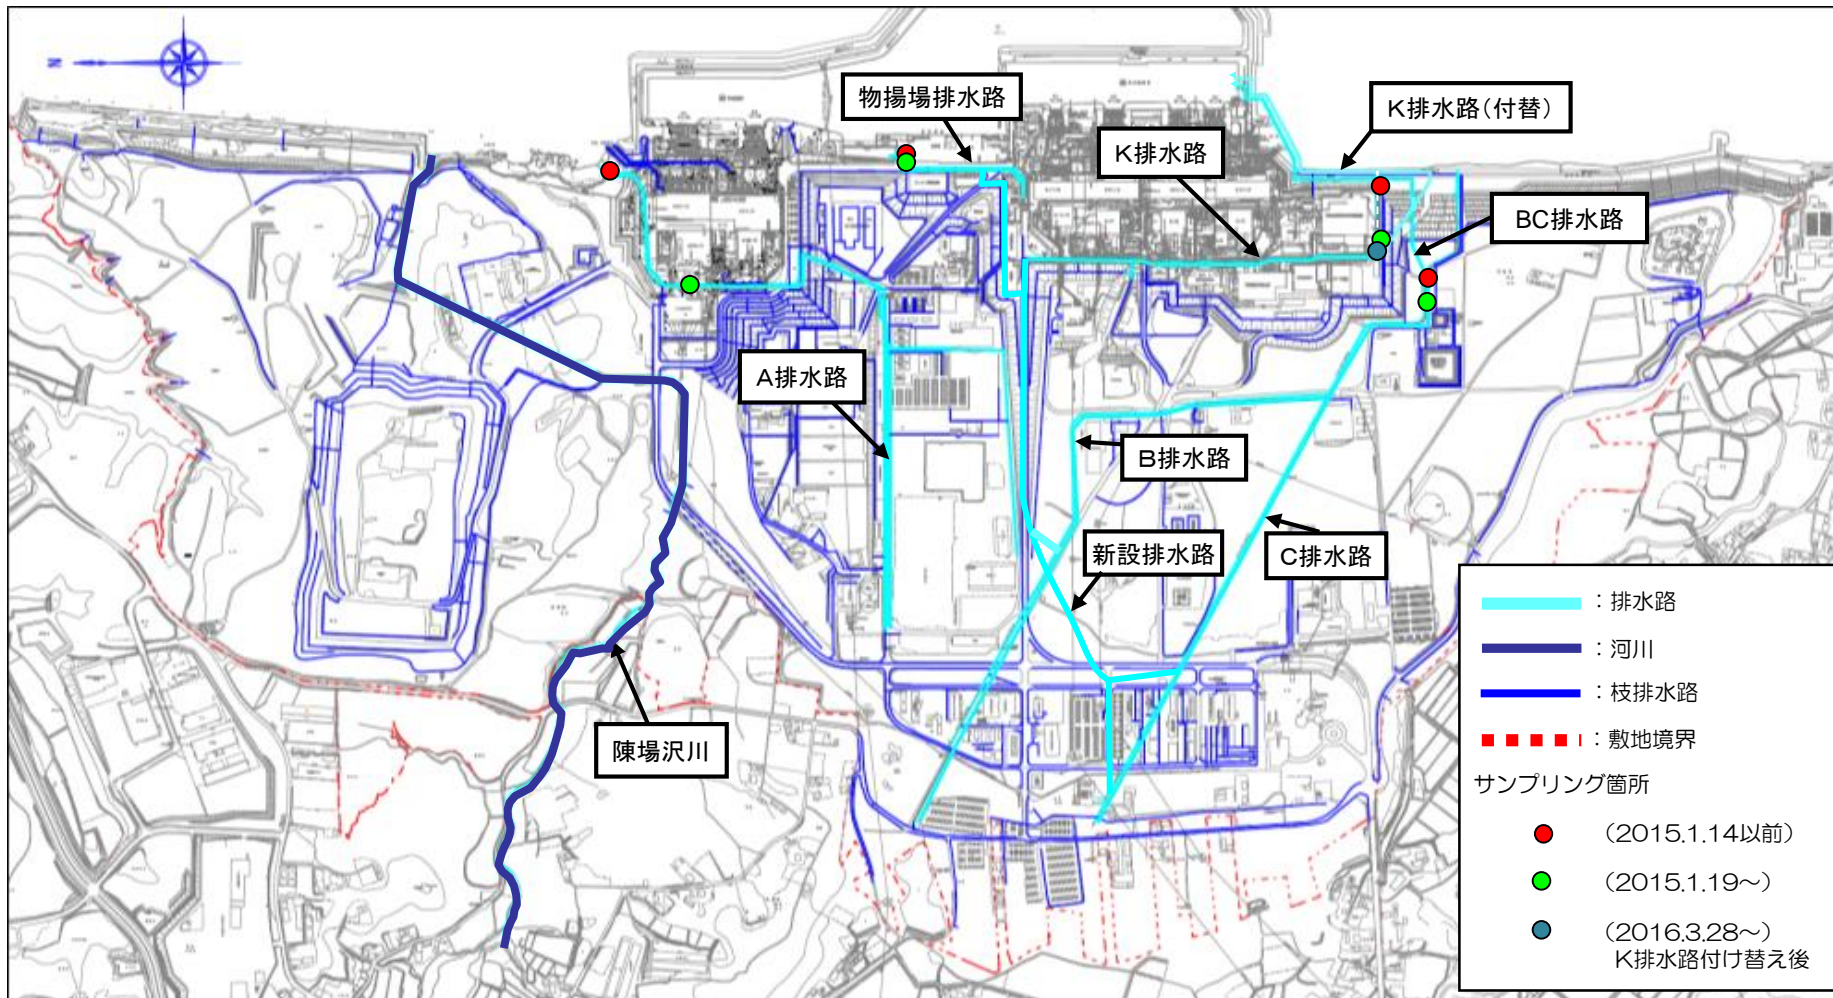 N
物揚場排水路
K排水路(付替)
K排水路
BC排水路
A排水路
B排水路
新設排水路
C排水路
陳場沢川
：排水路
：河川
：枝排水路
：敷地境界
サンプリング箇所
（2015.1.14以前）
（2015.1.19～）
（2016.3.28～）
K排水路付け替え後